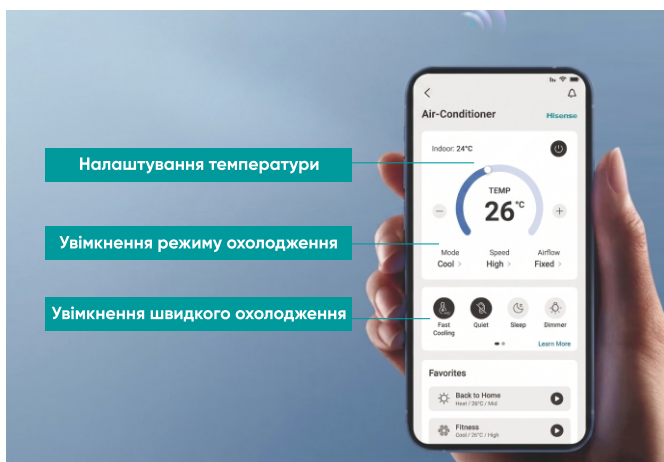 Air-Conditioner
Hisense
Indoor: 24°C
Налаштування температури
TEMP
26°C
Увімкнення режиму охолодження
Mode Speed Airflow
Cool > High > Fixed >
Увімкнення швидкого охолодження
Fast Cooling
Quiet
Sleep
Dimmer
Learn More
Favorites
Back to Home
Heat / 26°C / Mid
Fitness
Cool / 25°C / High